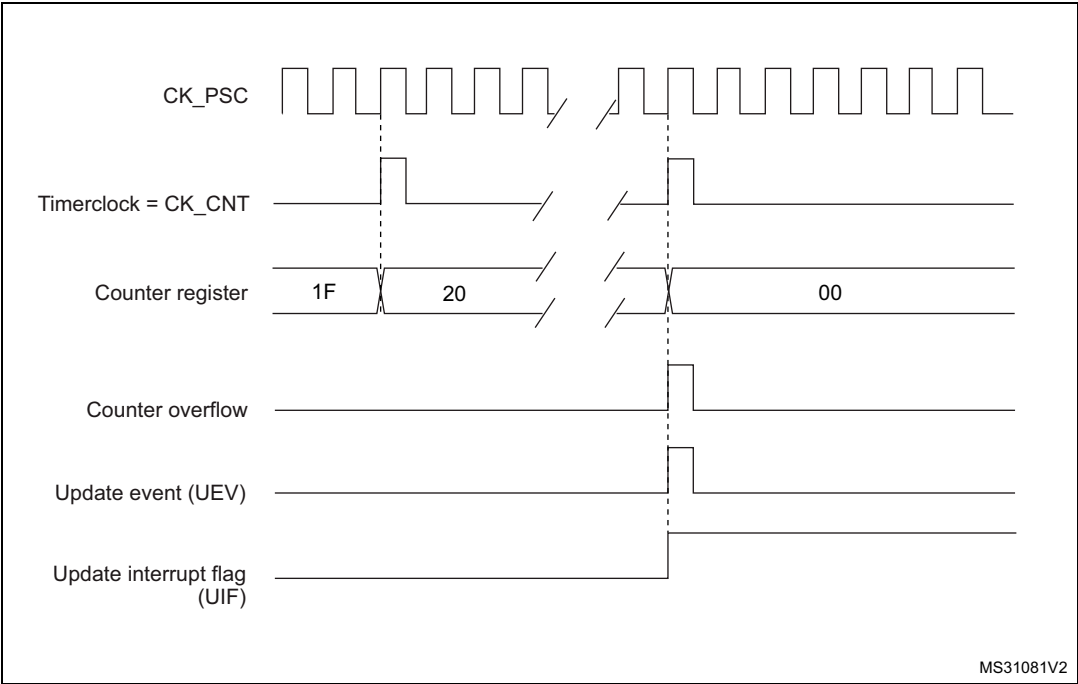 CK_PSC
Timerclock = CK_CNT
Counter register
1F
20
00
Counter overflow
Update event (UEV)
Update interrupt flag
(UIF)
MS31081V2